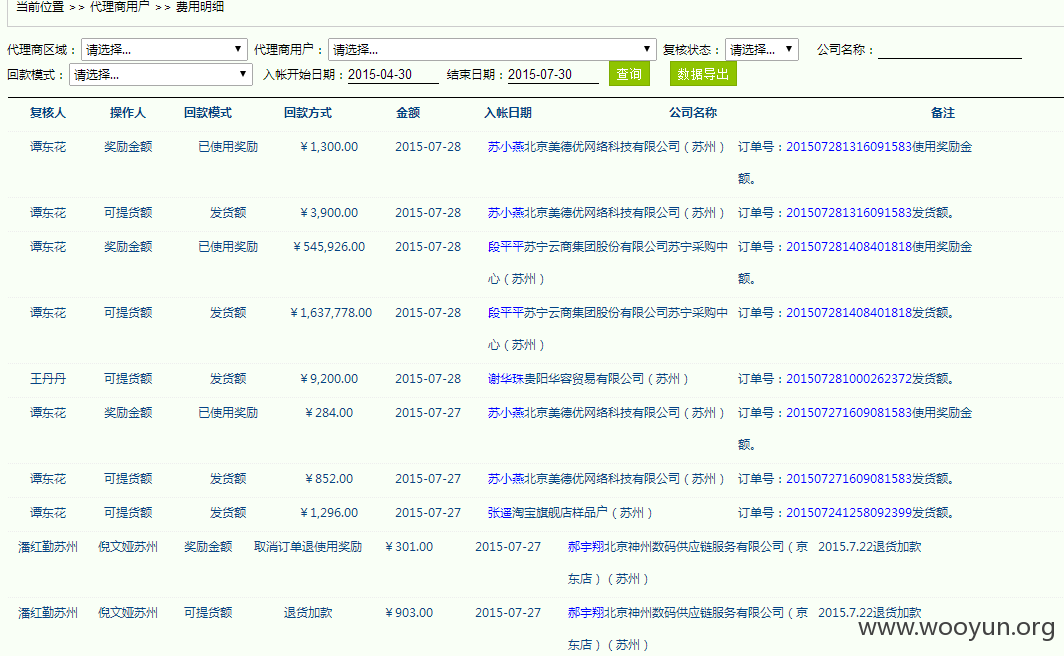 当前位置 >> 代理商用户 >> 费用明细
代理商区域： 请选择... 代理商用户： 请选择... 复核状态： 请选择... 公司名称：
回款模式： 请选择... 入帐开始日期：2015-04-30 结束日期：2015-07-30 查询 数据导出
复核人 操作人 回款模式 回款方式 金额 入帐日期 公司名称 备注
谭东花 奖励金额 已使用奖励 ￥1,300.00 2015-07-28 苏小燕北京美德优网络科技有限公司（苏州） 订单号：201507281316091583使用奖励金
额。
谭东花 可提货额 发货额 ￥3,900.00 2015-07-28 苏小燕北京美德优网络科技有限公司（苏州） 订单号：201507281316091583发货额。
谭东花 奖励金额 已使用奖励 ￥545,926.00 2015-07-28 段平平苏宁云商集团股份有限公司苏宁采购中 订单号：201507281408401818使用奖励金
心（苏州） 额。
谭东花 可提货额 发货额 ￥1,637,778.00 2015-07-28 段平平苏宁云商集团股份有限公司苏宁采购中 订单号：201507281408401818发货额。
心（苏州）
王丹丹 可提货额 发货额 ￥9,200.00 2015-07-28 谢华珠贵阳华容贸易有限公司（苏州） 订单号：201507281000262372发货额。
谭东花 奖励金额 已使用奖励 ￥284.00 2015-07-27 苏小燕北京美德优网络科技有限公司（苏州） 订单号：201507271609081583使用奖励金
额。
谭东花 可提货额 发货额 ￥852.00 2015-07-27 苏小燕北京美德优网络科技有限公司（苏州） 订单号：201507271609081583发货额。
谭东花 可提货额 发货额 ￥1,296.00 2015-07-27 张逞淘宝旗舰店样品户（苏州） 订单号：201507241258092399发货额。
潘红勤苏州 倪文娅苏州 奖励金额 取消订单退使用奖励 ￥301.00 2015-07-27 郝宇翔北京神州数码供应链服务有限公司（京 2015.7.22退货加款
东店）（苏州）
潘红勤苏州 倪文娅苏州 可提货额 退货加款 ￥903.00 2015-07-27 郝宇翔北京神州数码供应链服务有限公司（京 2015.7.22退货加款
东店）（苏州）
www.wooyun.org